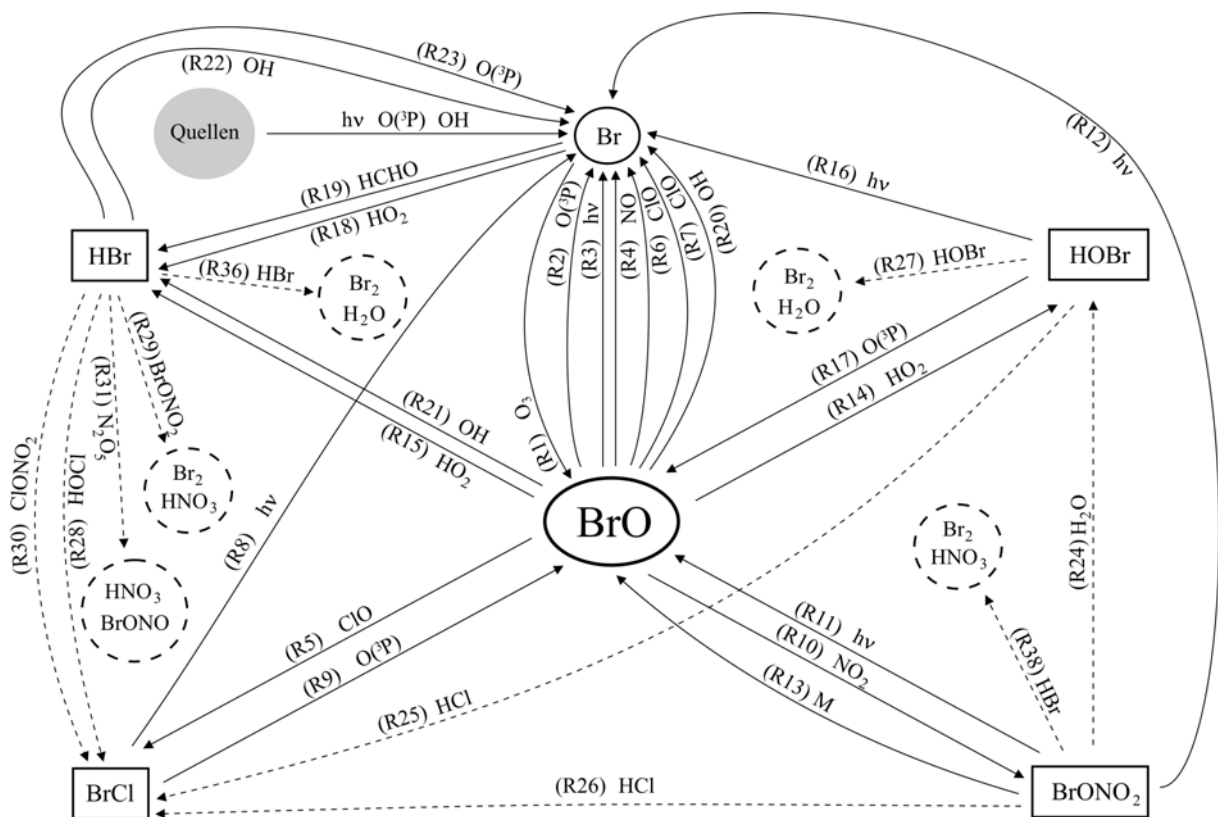 (R23) O(³P)
(R22) OH
Quellen
hν O(³P) OH
Br
(R12) hν
(R16) hν
(R19) HCHO
(R18) HO₂
HBr
(R36) HBr
Br₂
H₂O
(R2) O(³P)
(R3) hν
(R4) NO
(R6) ClO
(R7) ClO
(R20) OH
Br₂
H₂O
(R27) HOBr
HOBr
(R17) O(³P)
(R14) HO₂
(R29) BrONO₂
(R31) N₂O₅
(R28) HOCl
(R30) ClONO₂
(R21) OH
(R15) HO₂
(R1) O₃
Br₂
HNO₃
(R8) hν
BrO
Br₂
HNO₃
(R24) H₂O
HNO₃
BrONO
(R5) ClO
(R9) O(³P)
(R11) hν
(R10) NO₂
(R13) M
(R38) HBr
(R25) HCl
BrCl
(R26) HCl
BrONO₂